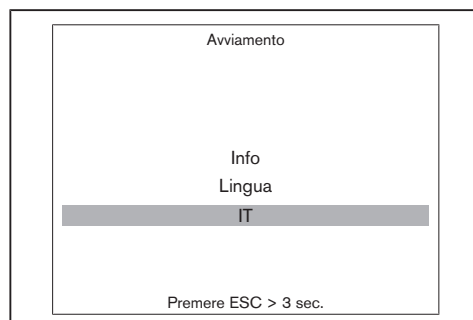 Avviamento
Info
Lingua
IT
Premere ESC > 3 sec.